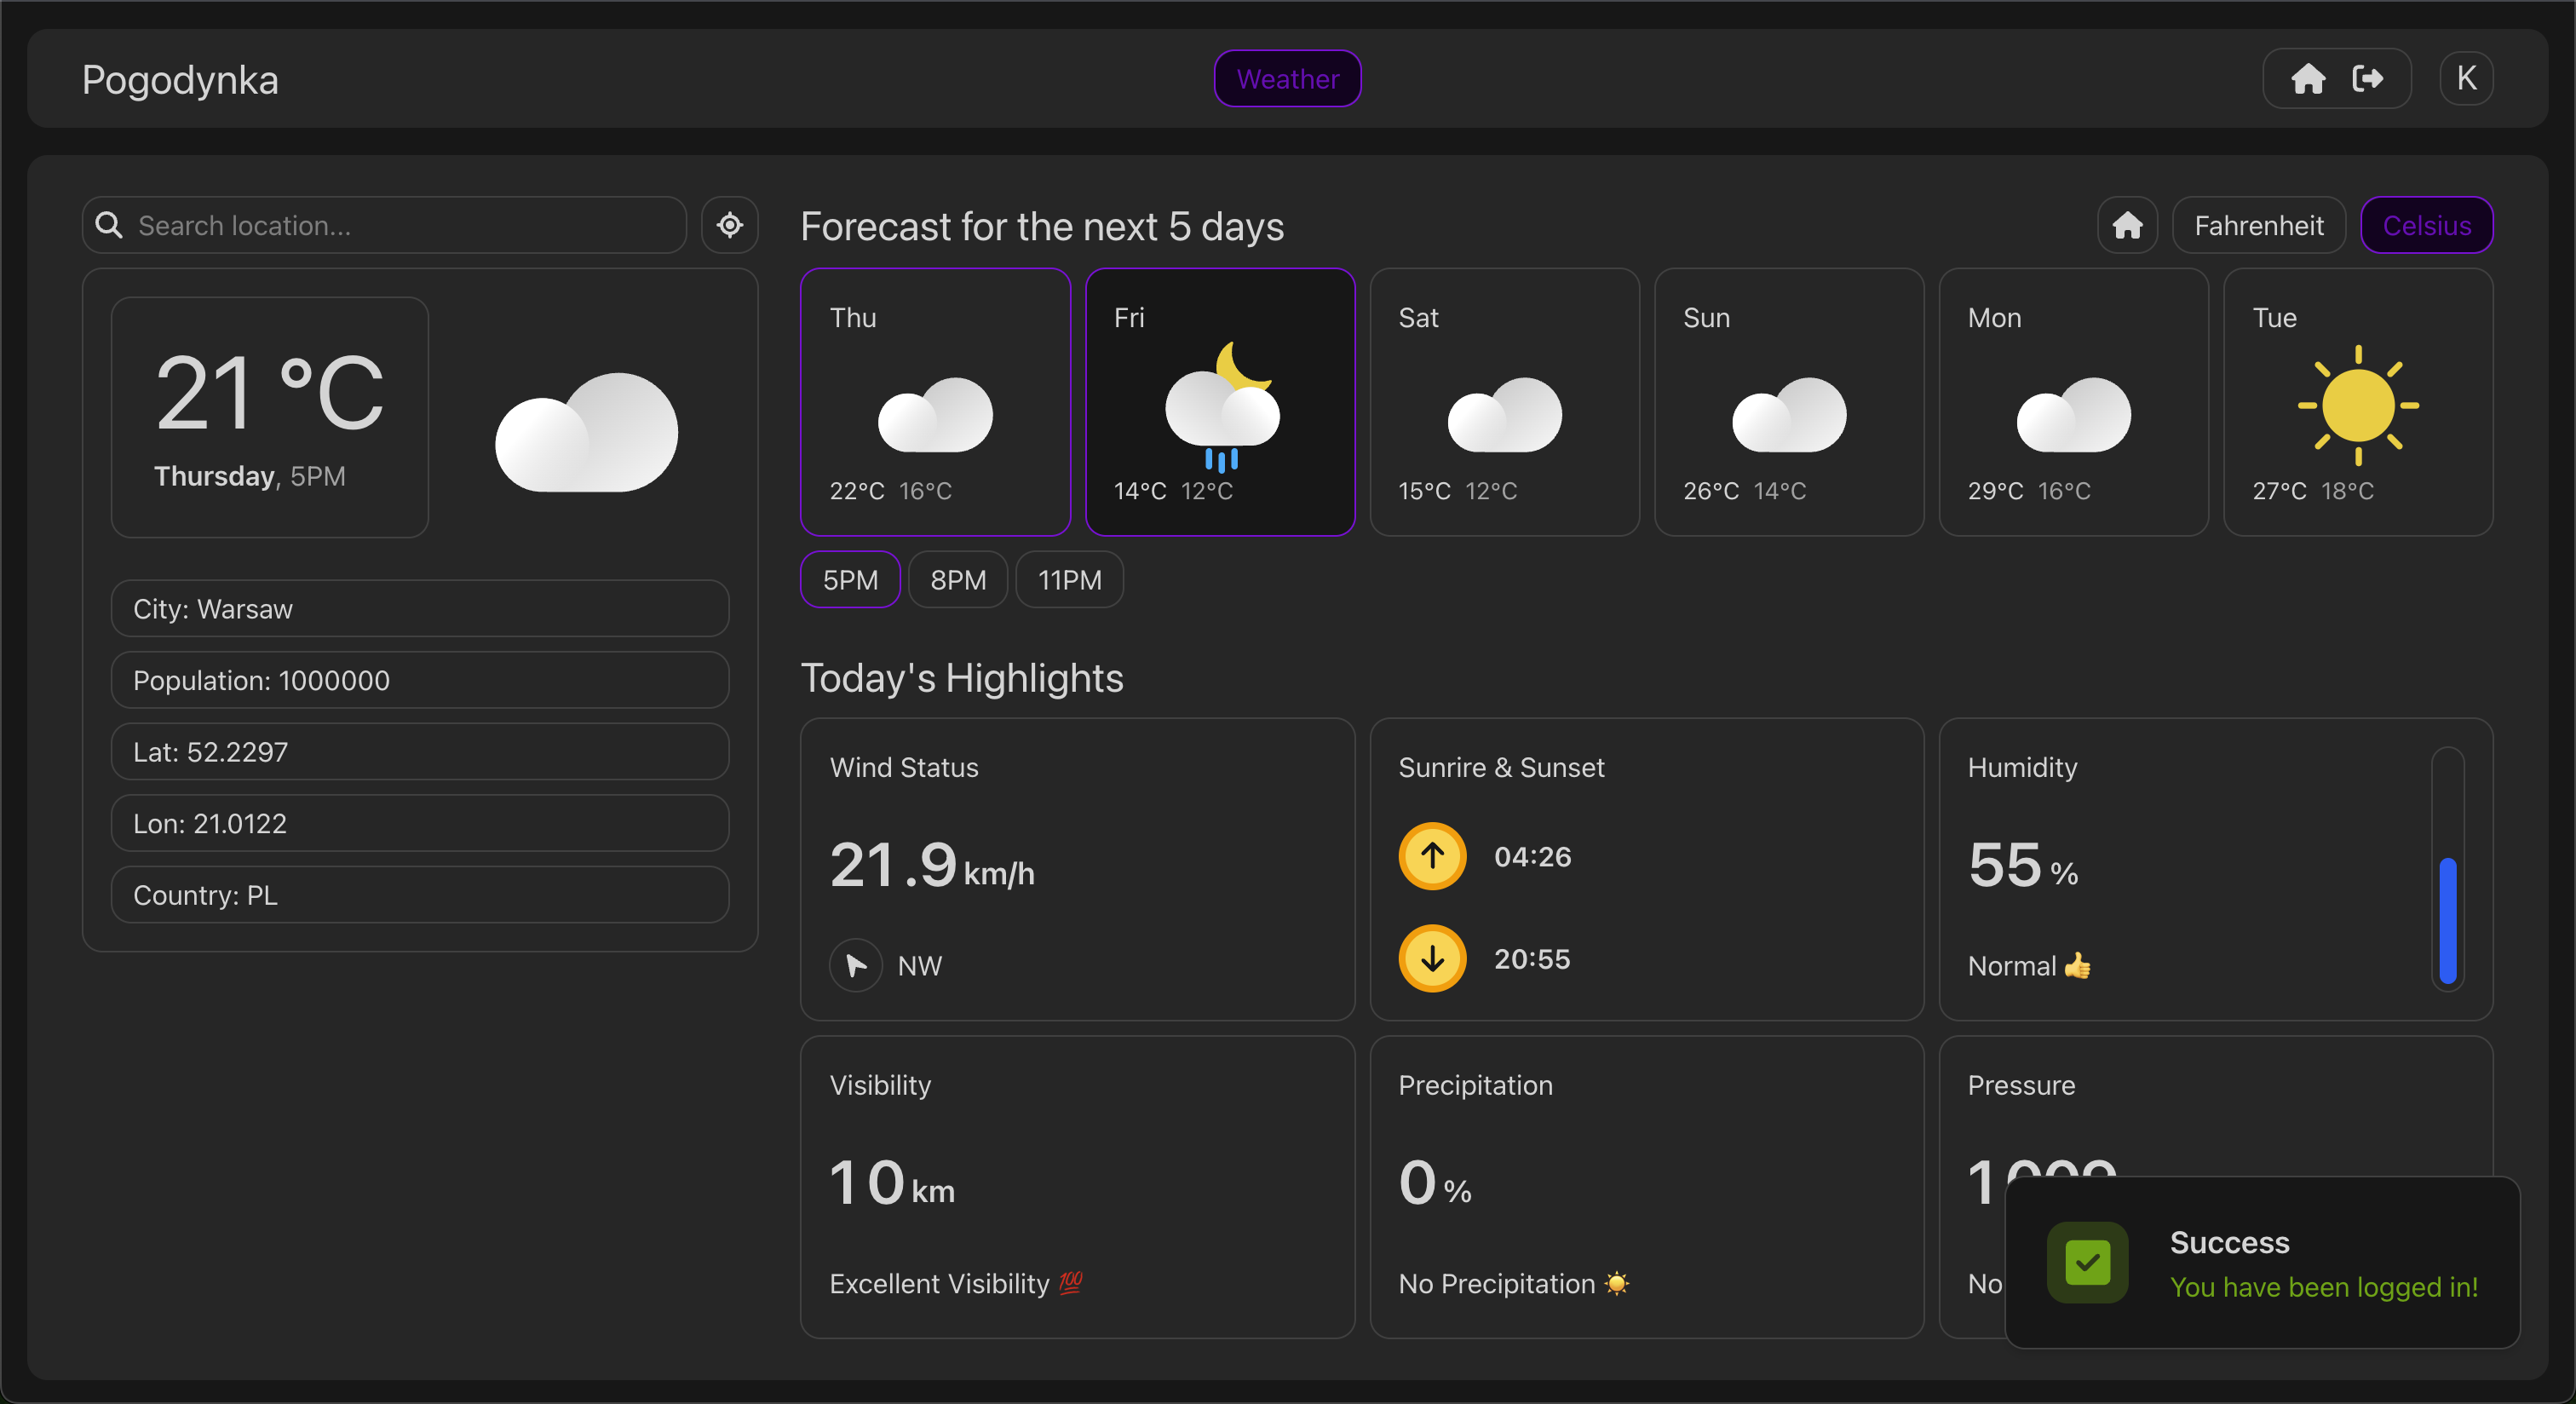 Pogodynka
Weather
K
Search location...
Forecast for the next 5 days
Fahrenheit
Celsius
21 °C
Thursday, 5PM
City: Warsaw
Population: 1000000
Lat: 52.2297
Lon: 21.0122
Country: PL
Thu
22°C 16°C
Fri
14°C 12°C
Sat
15°C 12°C
Sun
26°C 14°C
Mon
29°C 16°C
Tue
27°C 18°C
5PM
8PM
11PM
Today's Highlights
Wind Status
21.9 km/h
NW
Sunrire & Sunset
04:26
20:55
Humidity
55 %
Normal 👍
Visibility
10 km
Excellent Visibility 💯
Precipitation
0 %
No Precipitation ☀️
Pressure
Success
You have been logged in!